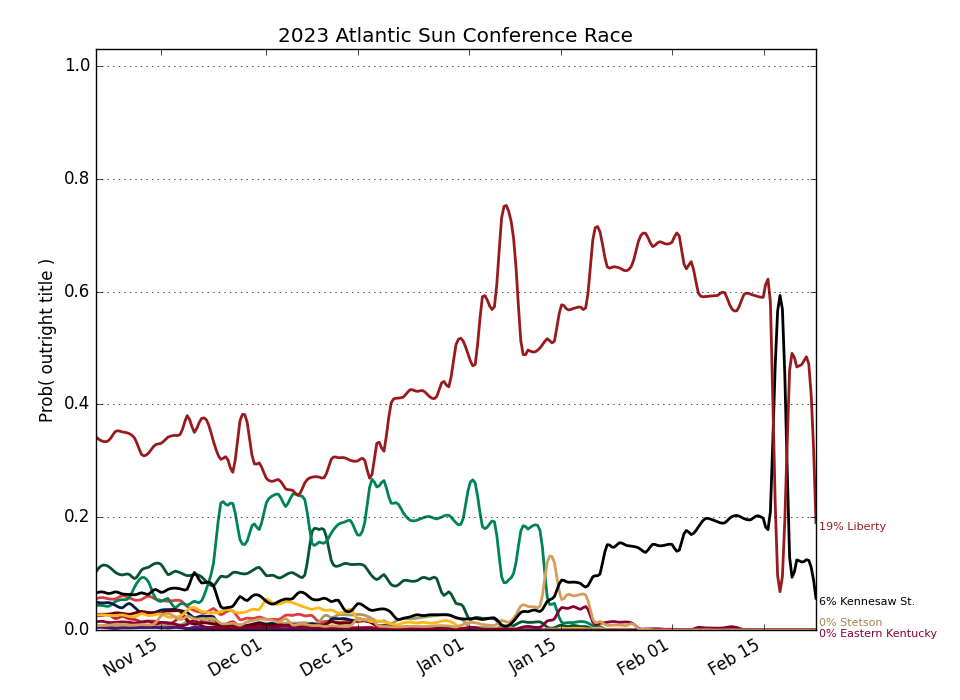 2023 Atlantic Sun Conference Race
Prob( outright title )
1.0
0.8
0.6
0.4
0.2
0.0
Nov 15
Dec 01
Dec 15
Jan 01
Jan 15
Feb 01
Feb 15
19% Liberty
6% Kennesaw St.
0% Stetson
0% Eastern Kentucky